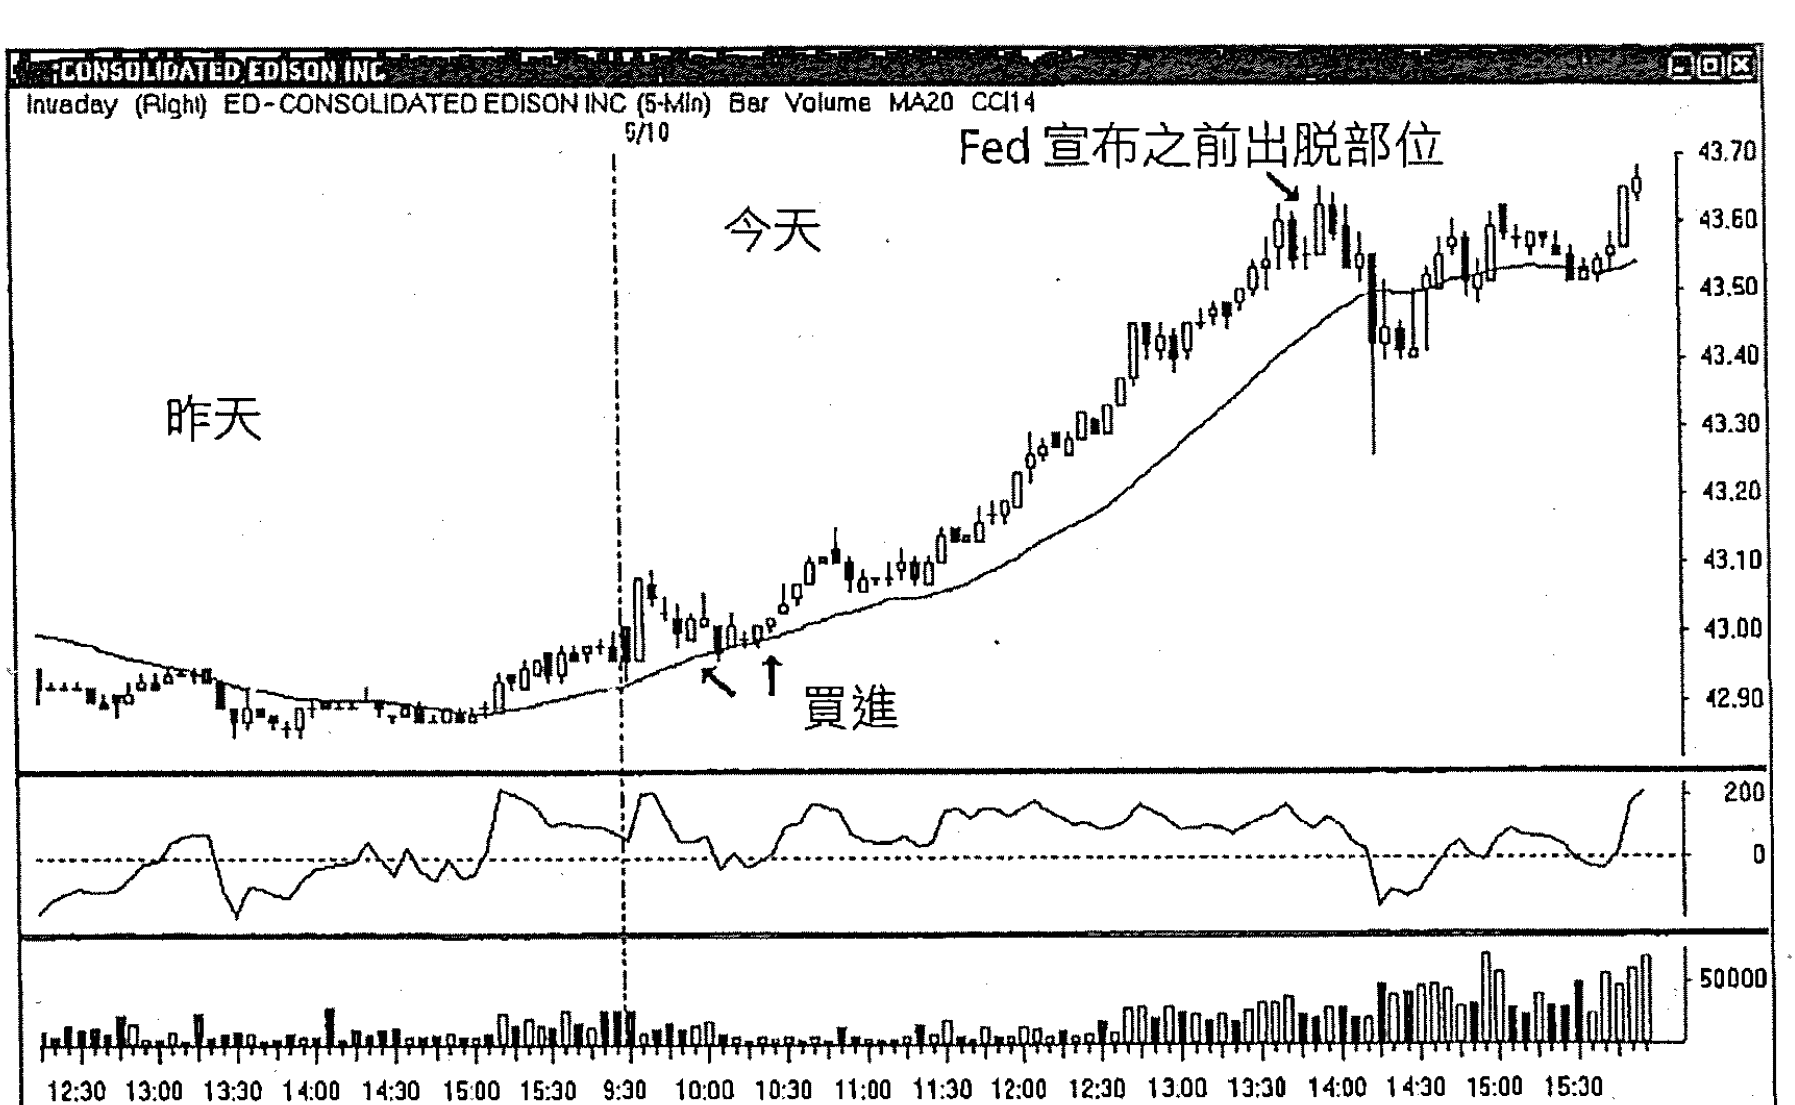 CONSOLIDATED EDISON INC
Intraday (Right) ED-CONSOLIDATED EDISON INC (5-Min) Bar Volume MA20 CCI14
5/10
Fed 宣布之前出脫部位
今天
昨天
買進
43.70
43.60
43.50
43.40
43.30
43.20
43.10
43.00
42.90
200
0
50000
12:30 13:00 13:30 14:00 14:30 15:00 15:30 9:30 10:00 10:30 11:00 11:30 12:00 12:30 13:00 13:30 14:00 14:30 15:00 15:30